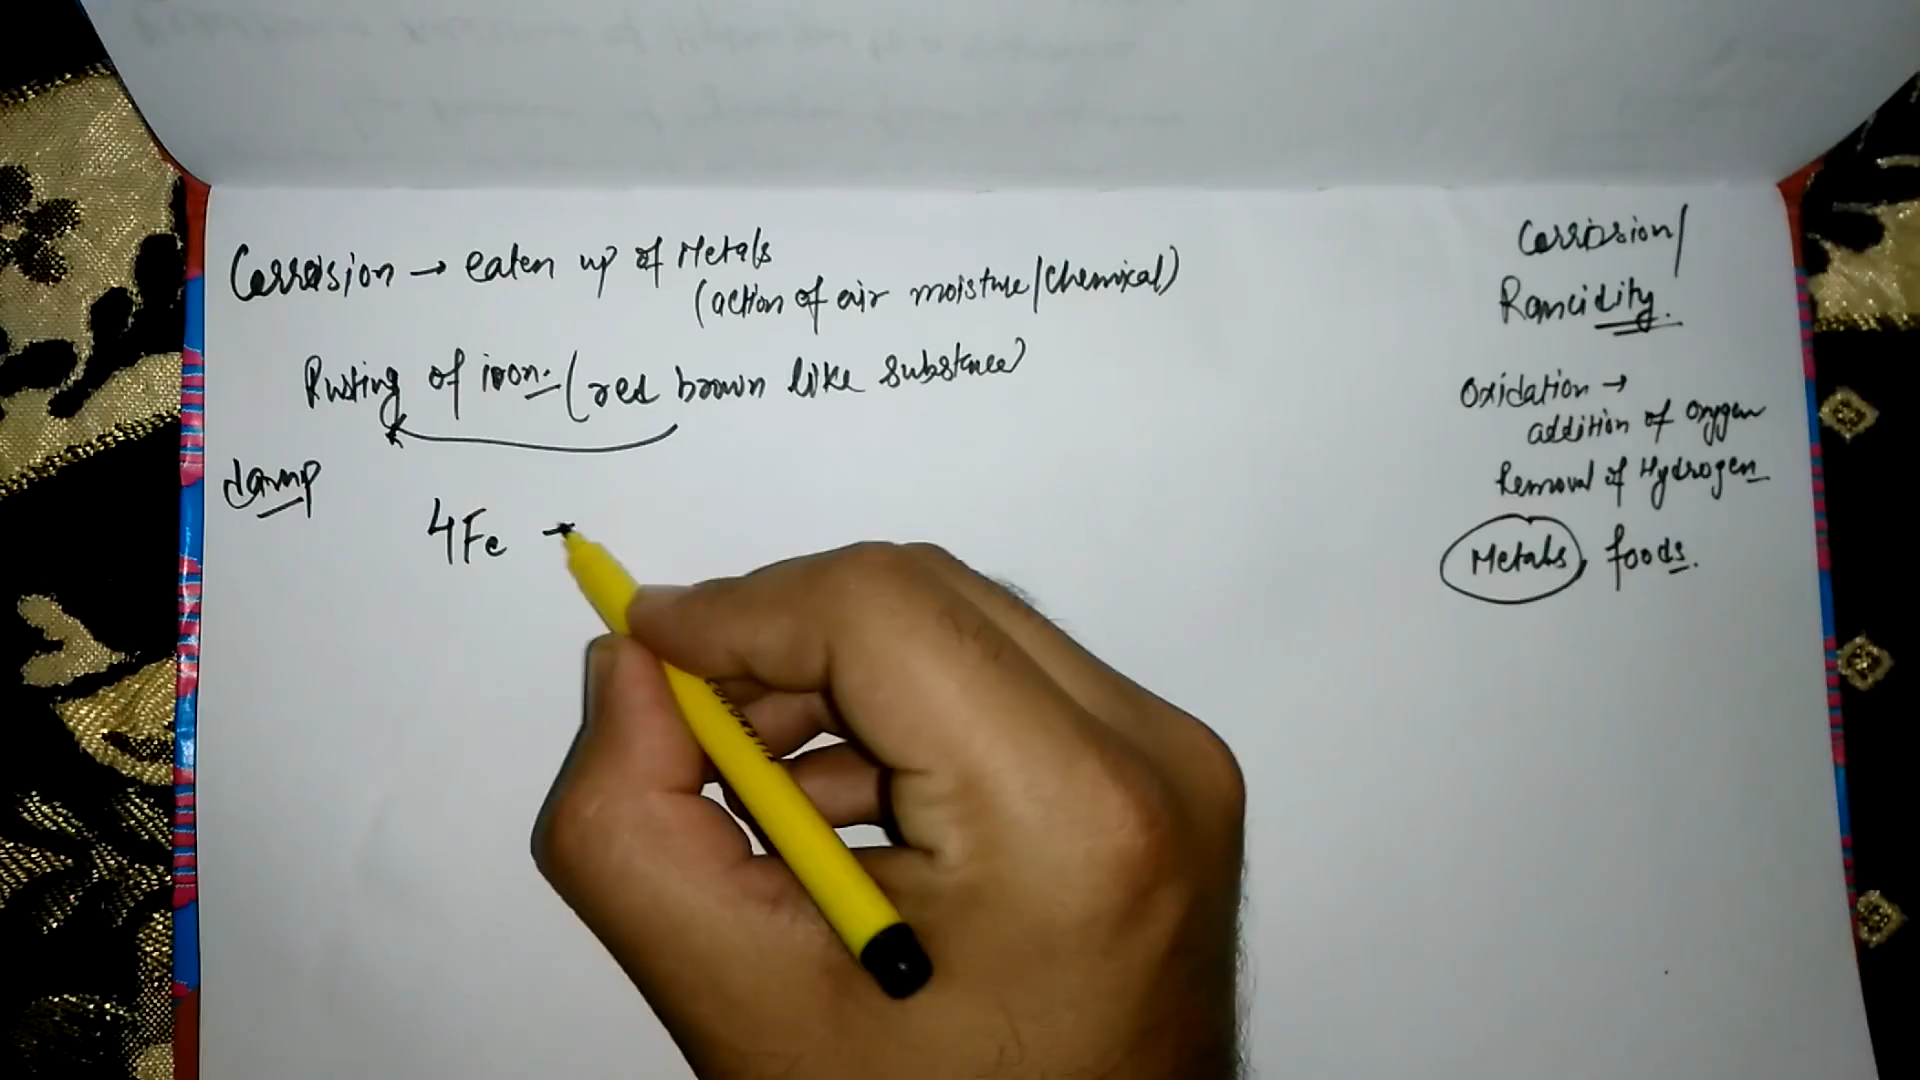 Corrosion → eaten up of Metals
(action of air moisture/Chemical)
Rusting of iron. (red brown like substance)
damp
4Fe
Corrosion/
Rancidity.
Oxidation →
addition of oxygen
Removal of Hydrogen
Metals, foods.